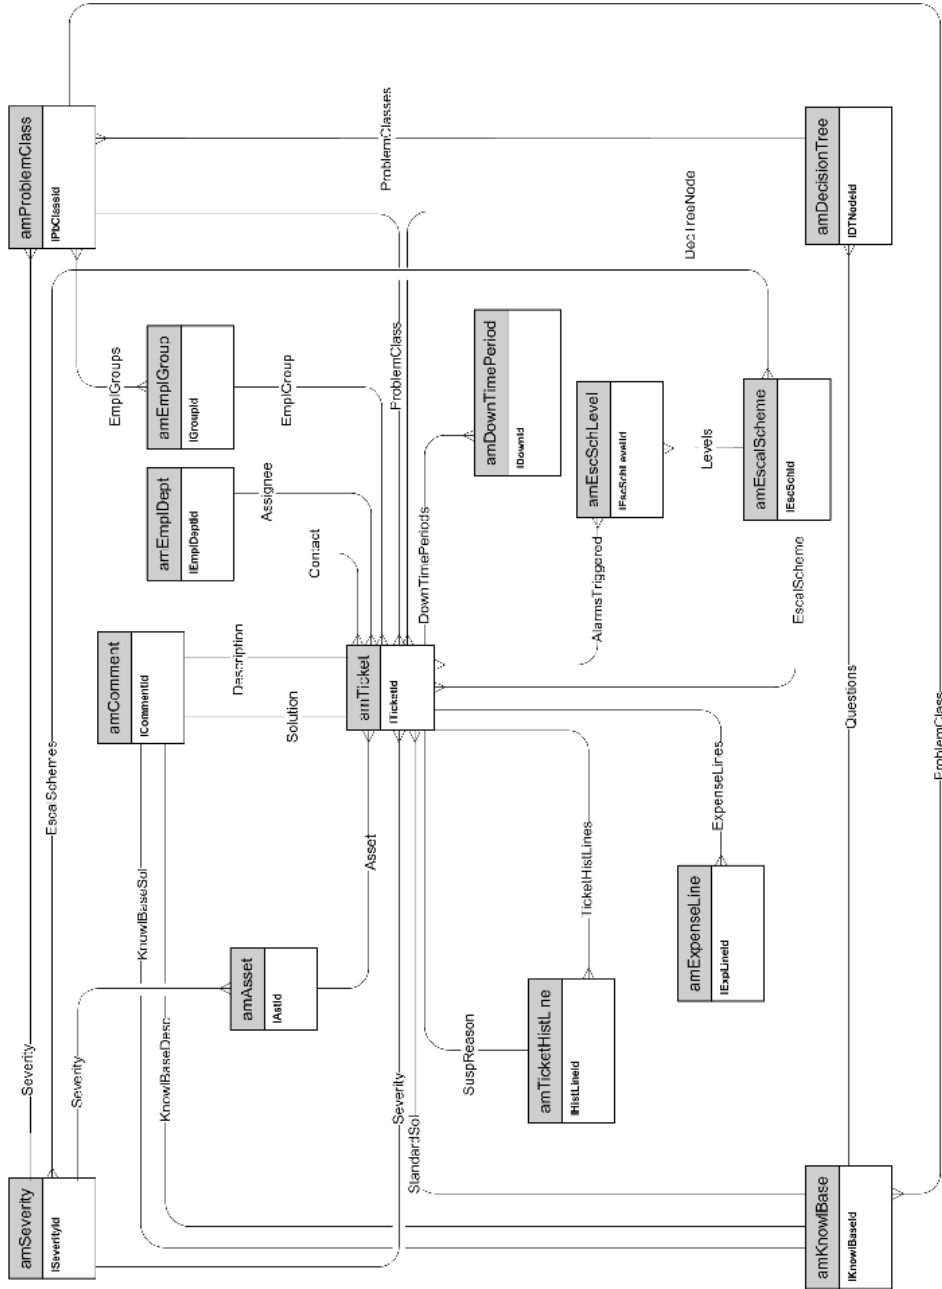 amSeverity
lSeverityId
Severity
Severity
EscalSchemes
amProblemClass
lPbClassId
KnowlBaseSol
KnowlBaseDesc
amComment
lCommentId
EmplGroups
amEmplDept
lEmplDeptId
amEmplGroup
lGroupId
amAsset
lAstId
Description
Solution
Assignee
EmplGroup
Contact
Asset
amTicket
lTicketId
Severity
StandardSol
ProblemClass
ProblemClasses
SuspReason
DownTimePeriods
amDownTimePeriod
lDownId
amTicketHistLine
lHistLineId
TicketHistLines
AlarmsTriggered
amEscSchLevel
lEscSchLevelId
amExpenseLine
lExpLineId
ExpenseLines
Levels
DecTreeNode
amEscalScheme
lEscSchId
EscalScheme
amKnowlBase
lKnowlBaseId
Questions
amDecisionTree
lDTNodeId
ProblemClass